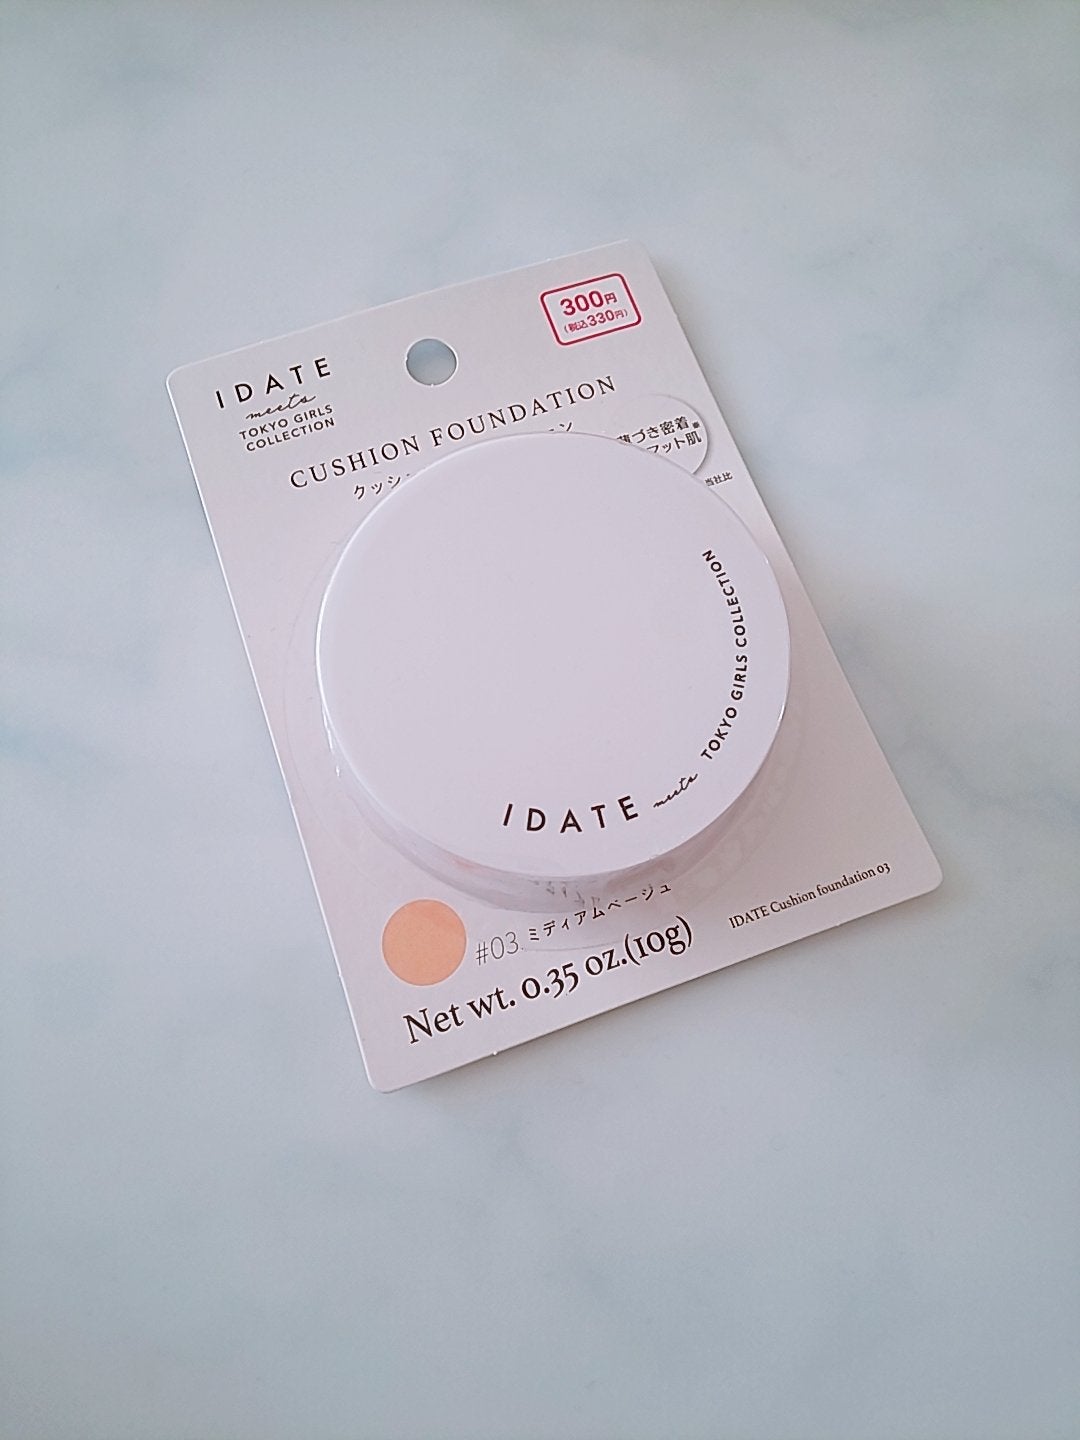 300円
(税込330円)
IDATE
meets
TOKYO GIRLS
COLLECTION
CUSHION FOUNDATION
クッシ
ン
薄づき密着※
フット肌
当社比
TOKYO GIRLS COLLECTION
IDATE meets
#03. ミディアムベージュ
Net wt. 0.35 oz.(10g)
IDATE Cushion foundation 03